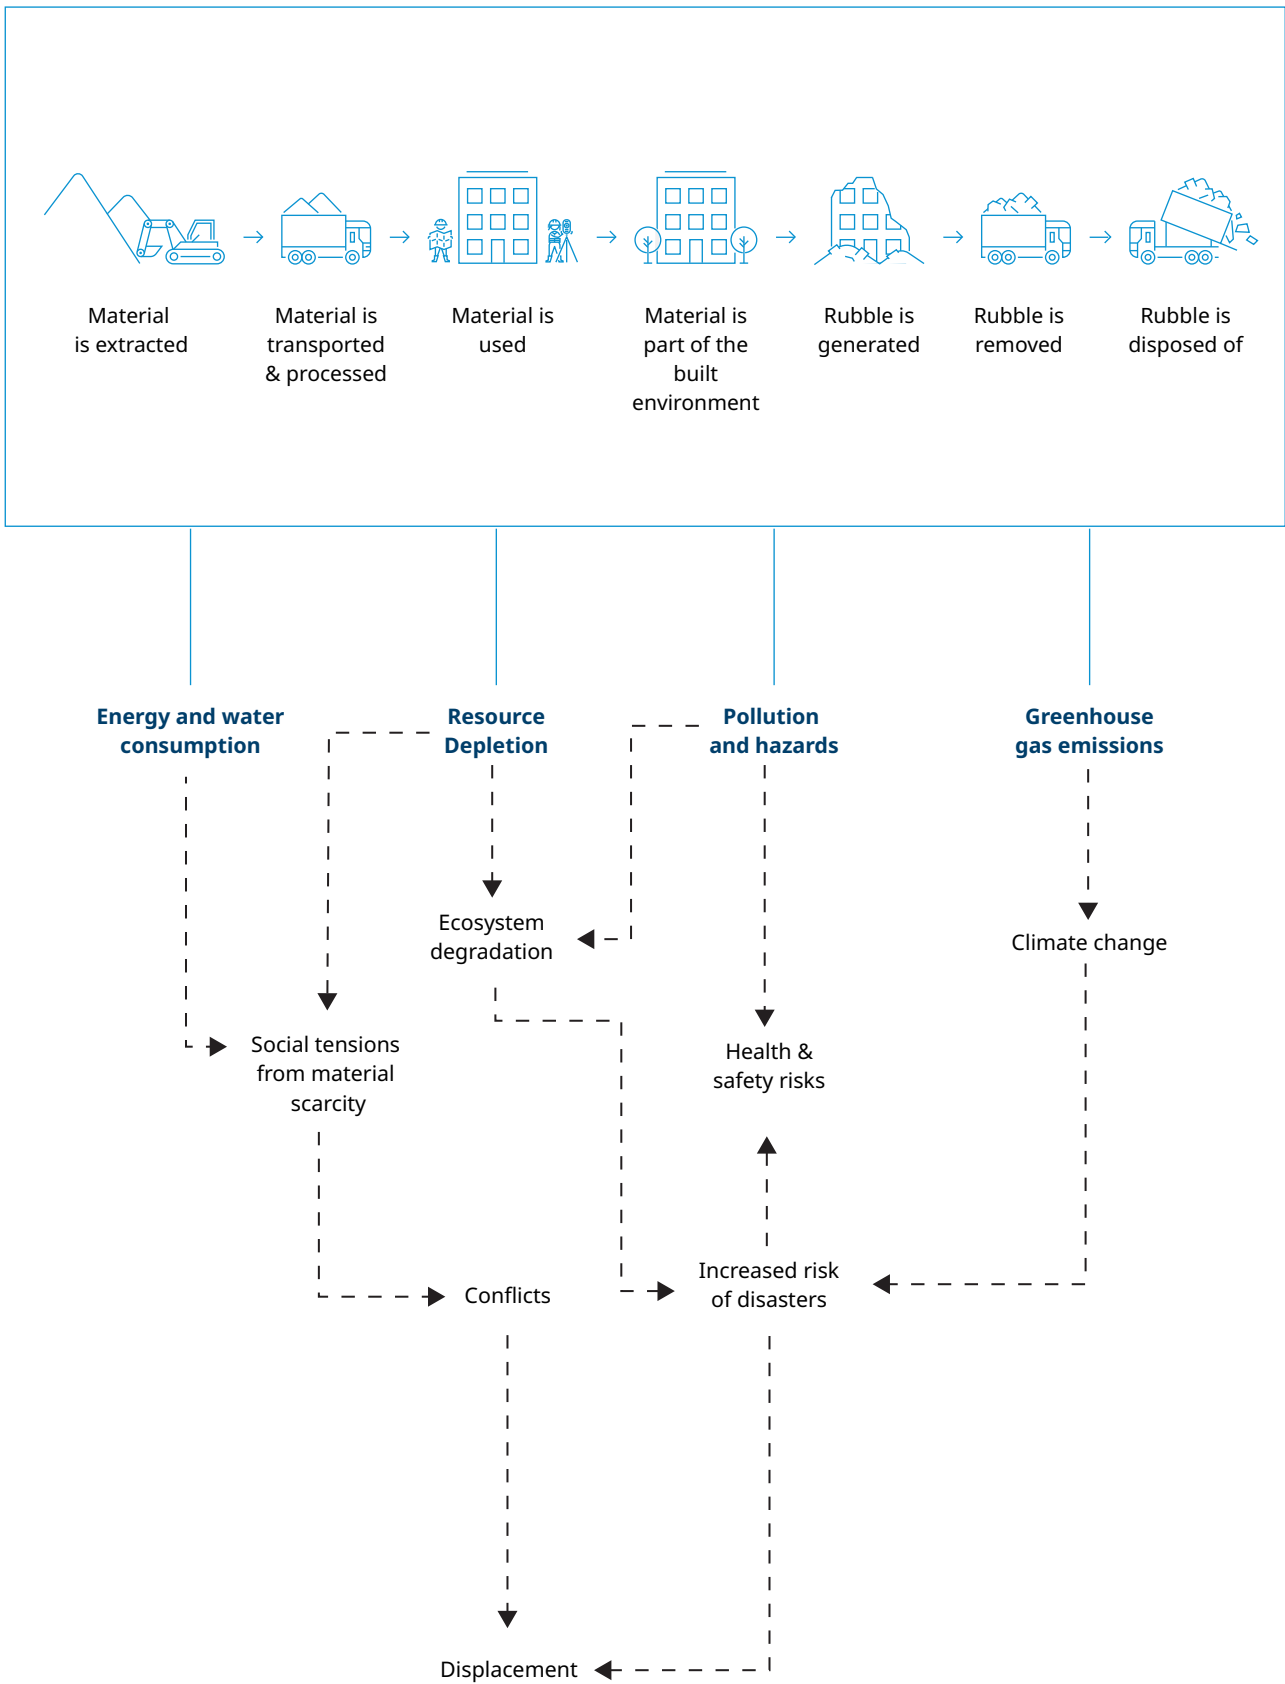 Material
is extracted
Material is
transported
& processed
Material is
used
Material is
part of the
built
environment
Rubble is
generated
Rubble is
removed
Rubble is
disposed of
Energy and water
consumption
Resource
Depletion
Pollution
and hazards
Greenhouse
gas emissions
Ecosystem
degradation
Climate change
Social tensions
from material
scarcity
Health &
safety risks
Conflicts
Increased risk
of disasters
Displacement